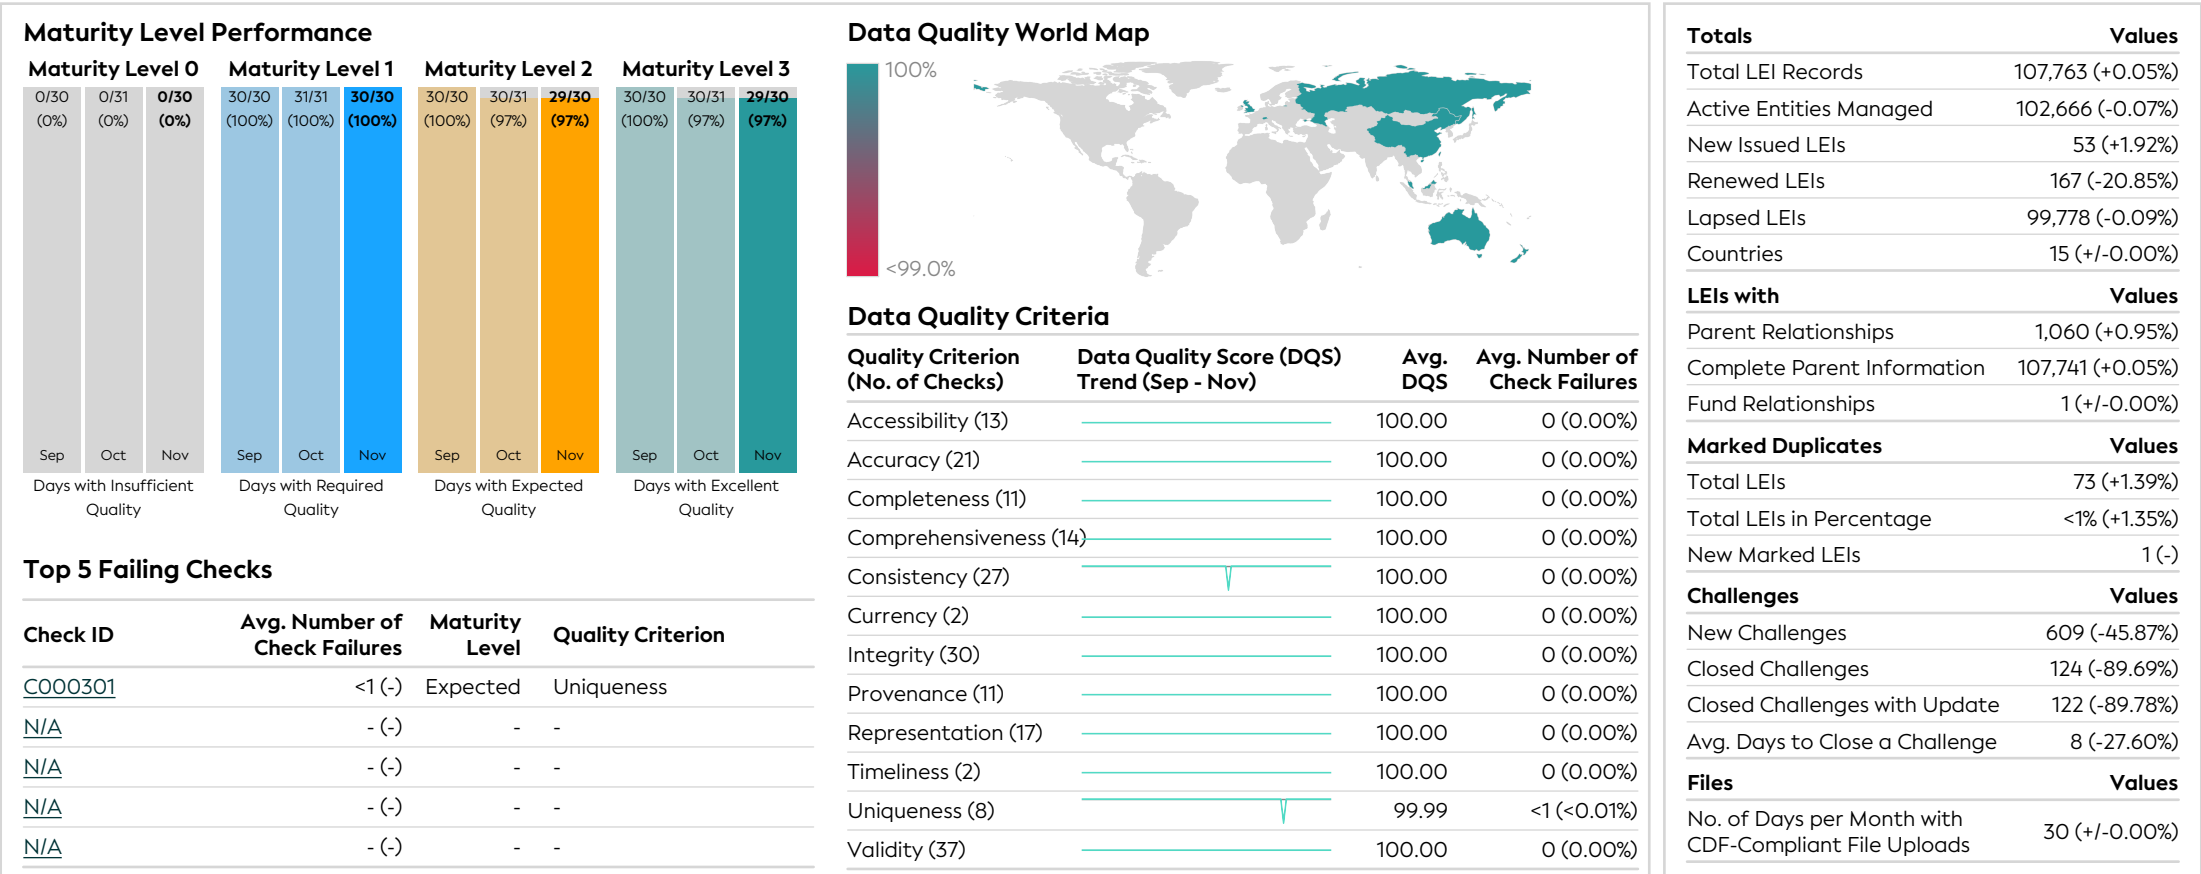 Maturity Level Performance
Maturity Level 0 Maturity Level 1 Maturity Level 2 Maturity Level 3
0/30 0/31 0/30 30/30 31/31 30/30 30/30 30/31 29/30 30/30 30/31 29/30
(0%) (0%) (0%) (100%) (100%) (100%) (100%) (97%) (97%) (100%) (97%) (97%)
Sep Oct Nov Sep Oct Nov Sep Oct Nov Sep Oct Nov
Days with Insufficient Days with Required Days with Expected Days with Excellent
Quality Quality Quality Quality
Top 5 Failing Checks
Avg. Number of Maturity
Check ID Quality Criterion
Check Failures Level
C000301 <1 (-) Expected Uniqueness
N/A - (-) - -
N/A - (-) - -
N/A - (-) - -
N/A - (-) - -
Data Quality World Map
100%
<99.0%
Data Quality Criteria
Quality Criterion Data Quality Score (DQS) Avg. Avg. Number of
(No. of Checks) Trend (Sep - Nov) DQS Check Failures
Accessibility (13) 100.00 0 (0.00%)
Accuracy (21) 100.00 0 (0.00%)
Completeness (11) 100.00 0 (0.00%)
Comprehensiveness (14) 100.00 0 (0.00%)
Consistency (27) 100.00 0 (0.00%)
Currency (2) 100.00 0 (0.00%)
Integrity (30) 100.00 0 (0.00%)
Provenance (11) 100.00 0 (0.00%)
Representation (17) 100.00 0 (0.00%)
Timeliness (2) 100.00 0 (0.00%)
Uniqueness (8) 99.99 <1 (<0.01%)
Validity (37) 100.00 0 (0.00%)
Totals Values
Total LEI Records 107,763 (+0.05%)
Active Entities Managed 102,666 (-0.07%)
New Issued LEIs 53 (+1.92%)
Renewed LEIs 167 (-20.85%)
Lapsed LEIs 99,778 (-0.09%)
Countries 15 (+/-0.00%)
LEIs with Values
Parent Relationships 1,060 (+0.95%)
Complete Parent Information 107,741 (+0.05%)
Fund Relationships 1 (+/-0.00%)
Marked Duplicates Values
Total LEIs 73 (+1.39%)
Total LEIs in Percentage <1% (+1.35%)
New Marked LEIs 1 (-)
Challenges Values
New Challenges 609 (-45.87%)
Closed Challenges 124 (-89.69%)
Closed Challenges with Update 122 (-89.78%)
Avg. Days to Close a Challenge 8 (-27.60%)
Files Values
No. of Days per Month with
CDF-Compliant File Uploads 30 (+/-0.00%)